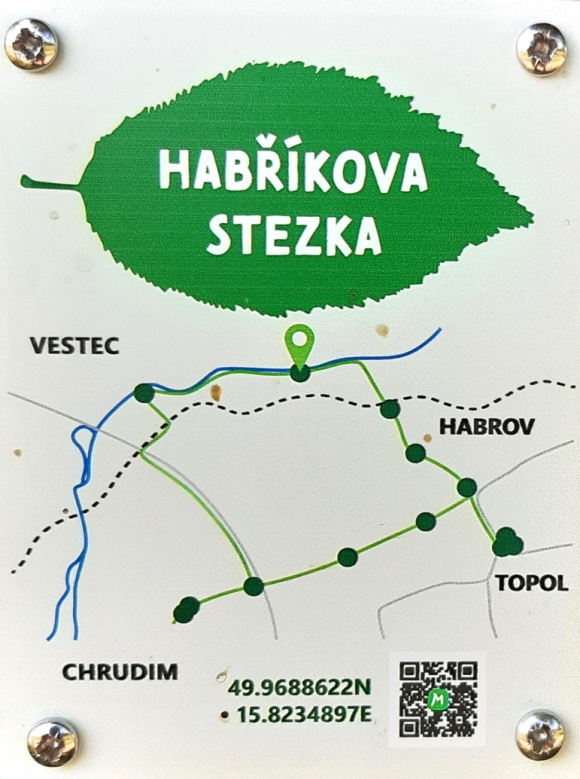 HABŘÍKOVA
STEZKA
VESTEC
HABROV
TOPOL
CHRUDIM
49.9688622N
15.8234897E
M